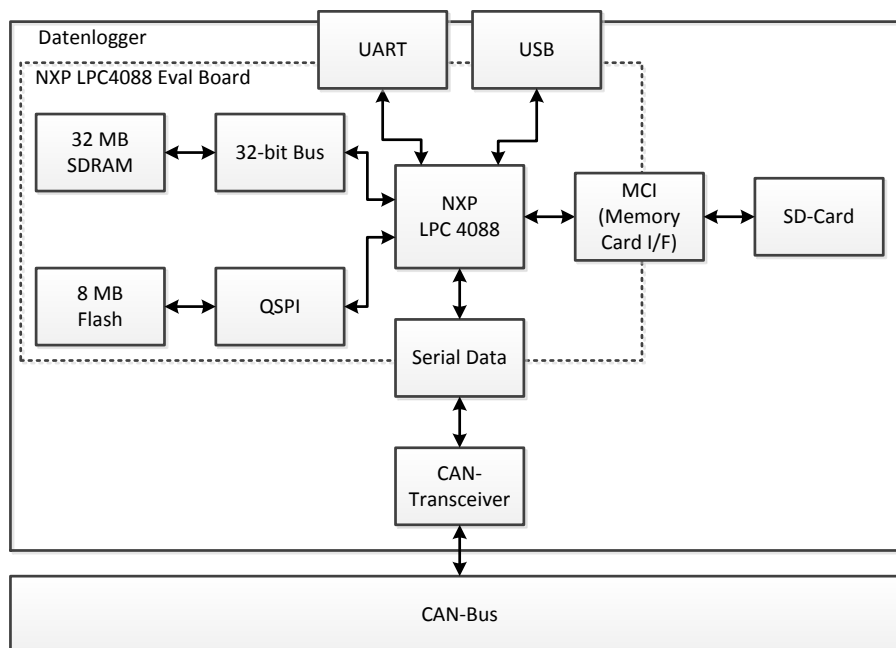 Datenlogger
UART
USB
NXP LPC4088 Eval Board
32 MB
SDRAM
32-bit Bus
NXP
LPC 4088
MCI
(Memory
Card I/F)
SD-Card
8 MB
Flash
QSPI
Serial Data
CAN-
Transceiver
CAN-Bus